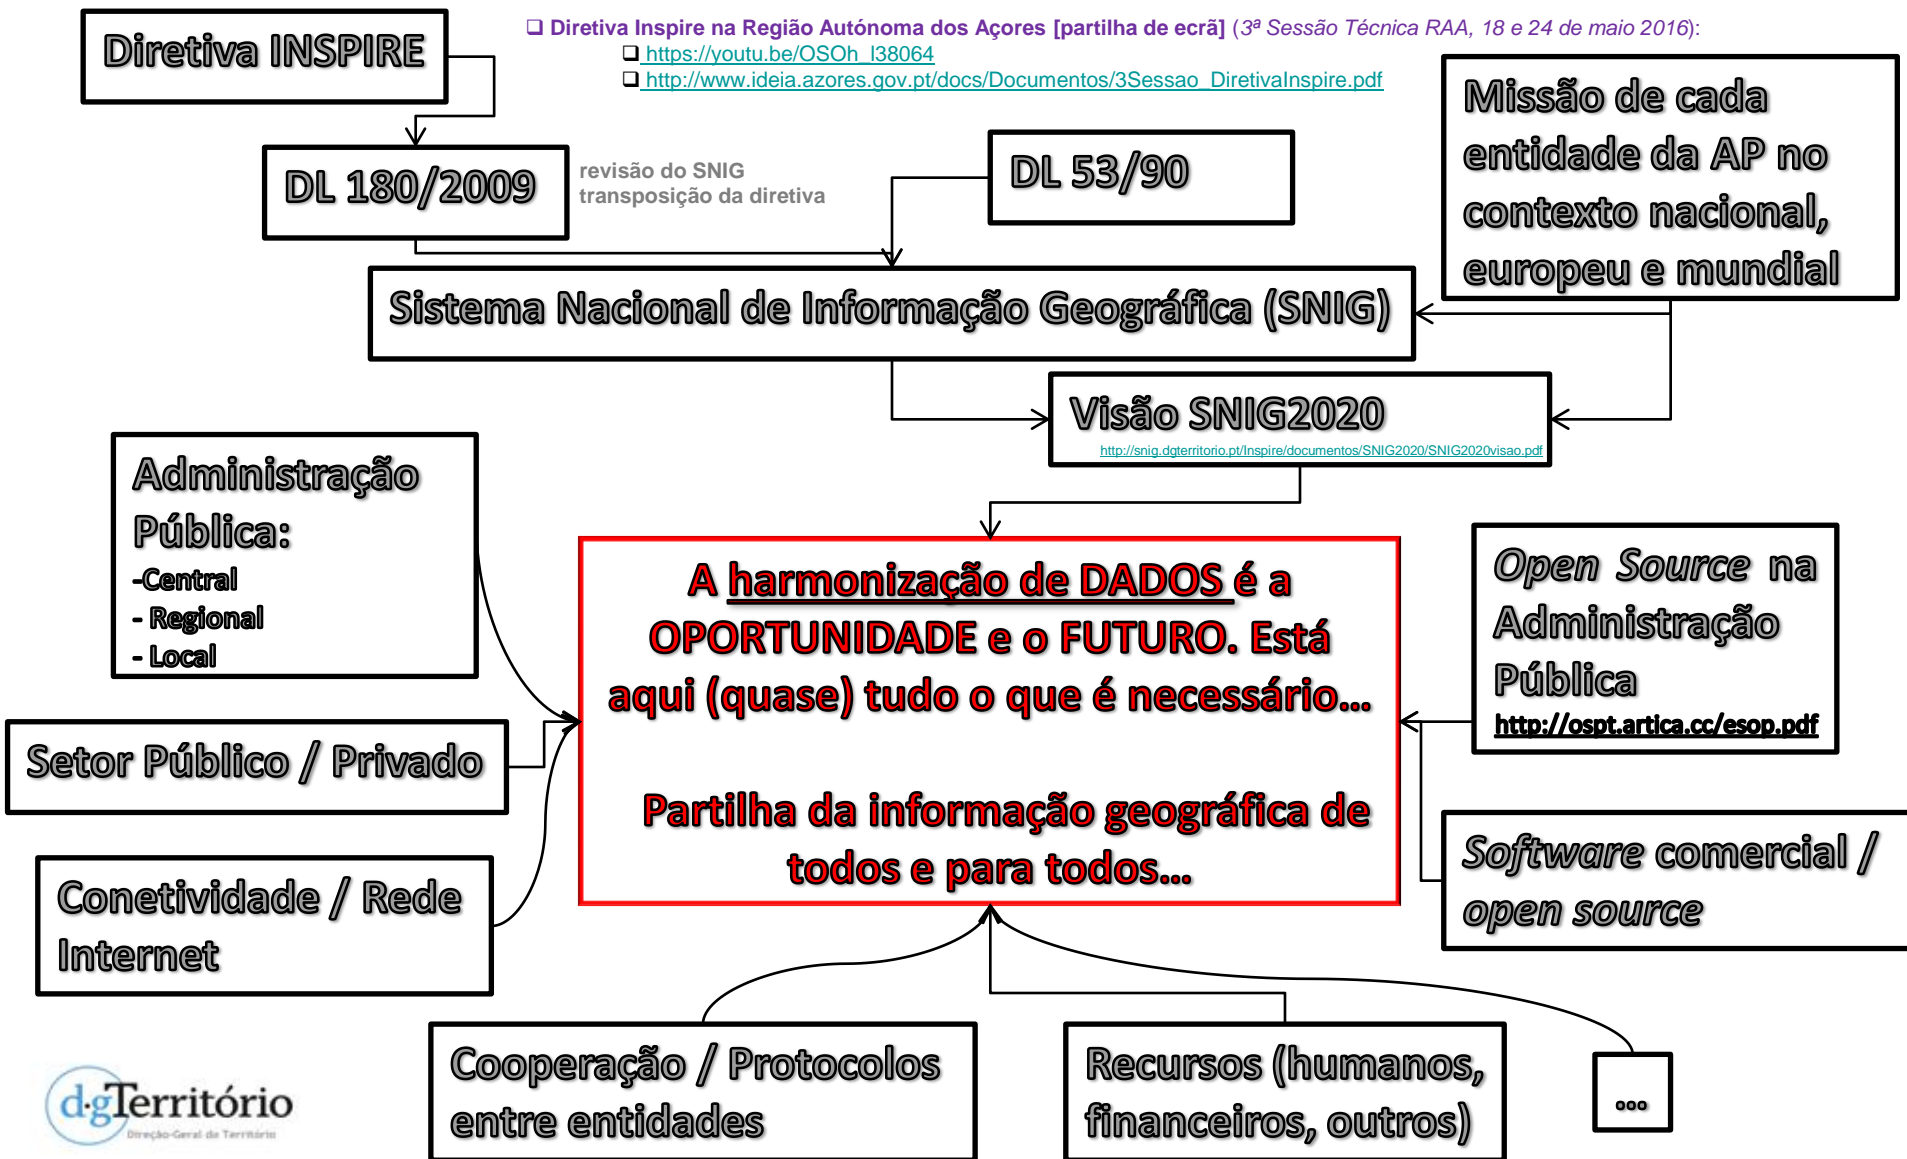 Diretiva INSPIRE
❑ Diretiva Inspire na Região Autónoma dos Açores [partilha de ecrã] (3ª Sessão Técnica RAA, 18 e 24 de maio 2016):
❑ https://youtu.be/OSOh_I38064
❑ http://www.ideia.azores.gov.pt/docs/Documentos/3Sessao_DiretivaInspire.pdf
Missão de cada
entidade da AP no
contexto nacional,
europeu e mundial
DL 180/2009
revisão do SNIG
transposição da diretiva
DL 53/90
Sistema Nacional de Informação Geográfica (SNIG)
Visão SNIG2020
http://snig.dgterritorio.pt/Inspire/documentos/SNIG2020/SNIG2020visao.pdf
Administração
Pública:
-Central
- Regional
- Local
A harmonização de DADOS é a
OPORTUNIDADE e o FUTURO. Está
aqui (quase) tudo o que é necessário...
Partilha da informação geográfica de
todos e para todos...
Open Source na
Administração
Pública
http://ospt.artica.cc/esop.pdf
Setor Público / Privado
Software comercial /
open source
Conetividade / Rede
Internet
Cooperação / Protocolos
entre entidades
Recursos (humanos,
financeiros, outros)
...
d·gTerritório
Direção-Geral do Território